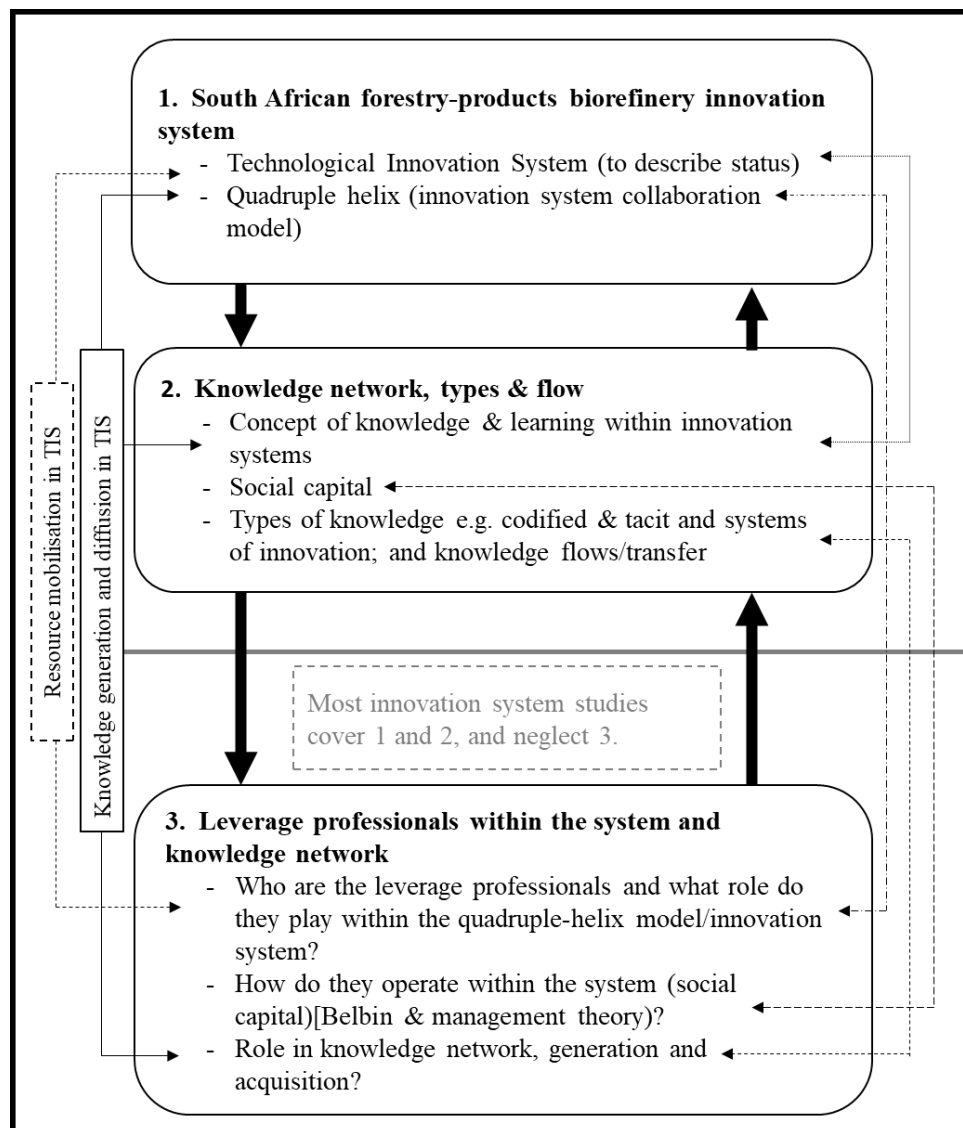 1. South African forestry-products biorefinery innovation
system
- Technological Innovation System (to describe status)
- Quadruple helix (innovation system collaboration
model)
2. Knowledge network, types & flow
- Concept of knowledge & learning within innovation
systems
- Social capital
- Types of knowledge e.g. codified & tacit and systems
of innovation; and knowledge flows/transfer
Resource mobilisation in TIS
Knowledge generation and diffusion in TIS
Most innovation system studies
cover 1 and 2, and neglect 3.
3. Leverage professionals within the system and
knowledge network
- Who are the leverage professionals and what role do
they play within the quadruple-helix model/innovation
system?
- How do they operate within the system (social
capital)[Belbin & management theory)?
- Role in knowledge network, generation and
acquisition?